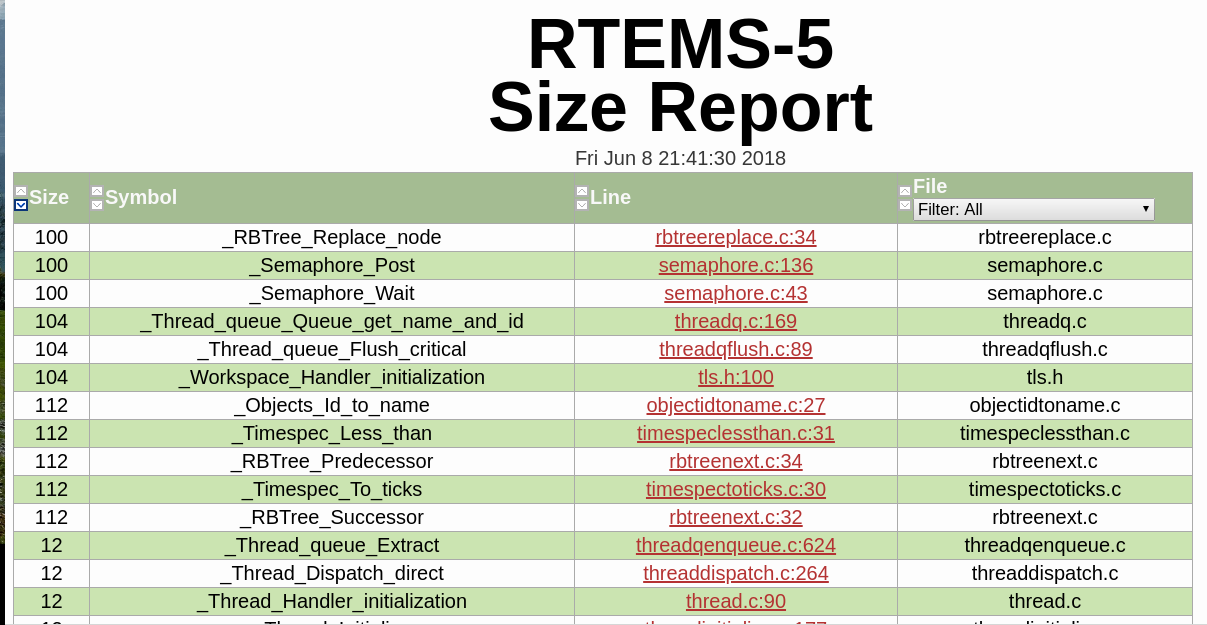 RTEMS-5
Size Report
Fri Jun 8 21:41:30 2018
Size Symbol Line File
Filter: All
100 _RBTree_Replace_node rbtreereplace.c:34 rbtreereplace.c
100 _Semaphore_Post semaphore.c:136 semaphore.c
100 _Semaphore_Wait semaphore.c:43 semaphore.c
104 _Thread_queue_Queue_get_name_and_id threadq.c:169 threadq.c
104 _Thread_queue_Flush_critical threadqflush.c:89 threadqflush.c
104 _Workspace_Handler_initialization tls.h:100 tls.h
112 _Objects_Id_to_name objectidtoname.c:27 objectidtoname.c
112 _Timespec_Less_than timespeclessthan.c:31 timespeclessthan.c
112 _RBTree_Predecessor rbtreenext.c:34 rbtreenext.c
112 _Timespec_To_ticks timespectoticks.c:30 timespectoticks.c
112 _RBTree_Successor rbtreenext.c:32 rbtreenext.c
12 _Thread_queue_Extract threadqenqueue.c:624 threadqenqueue.c
12 _Thread_Dispatch_direct threaddispatch.c:264 threaddispatch.c
12 _Thread_Handler_initialization thread.c:90 thread.c